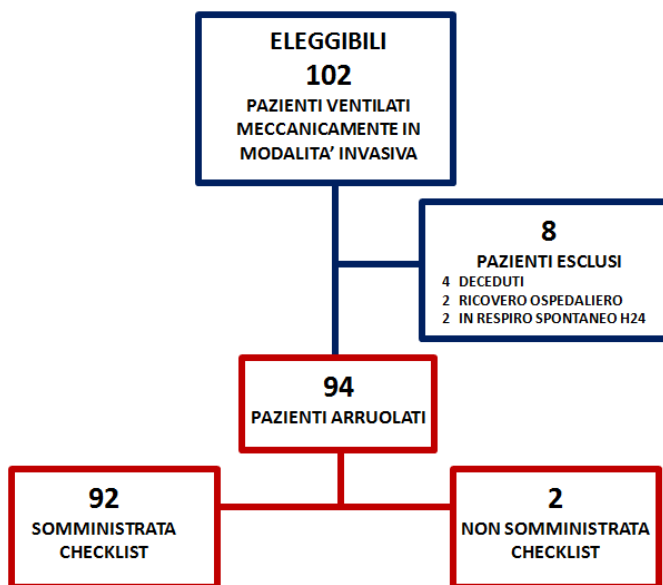 ELEGGIBILI
102
PAZIENTI VENTILATI
MECCANICAMENTE IN
MODALITA' INVASIVA
8
PAZIENTI ESCLUSI
4 DECEDUTI
2 RICOVERO OSPEDALIERO
2 IN RESPIRO SPONTANEO H24
94
PAZIENTI ARRUOLATI
92
SOMMINISTRATA
CHECKLIST
2
NON SOMMINISTRATA
CHECKLIST